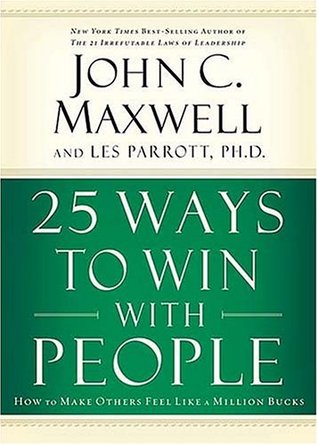 New York Times Best-Selling Author of
The 21 Irrefutable Laws of Leadership
JOHN C.
MAXWELL
AND LES PARROTT, PH.D.
25 WAYS
TO WIN
WITH
PEOPLE
How to Make Others Feel Like a Million Bucks